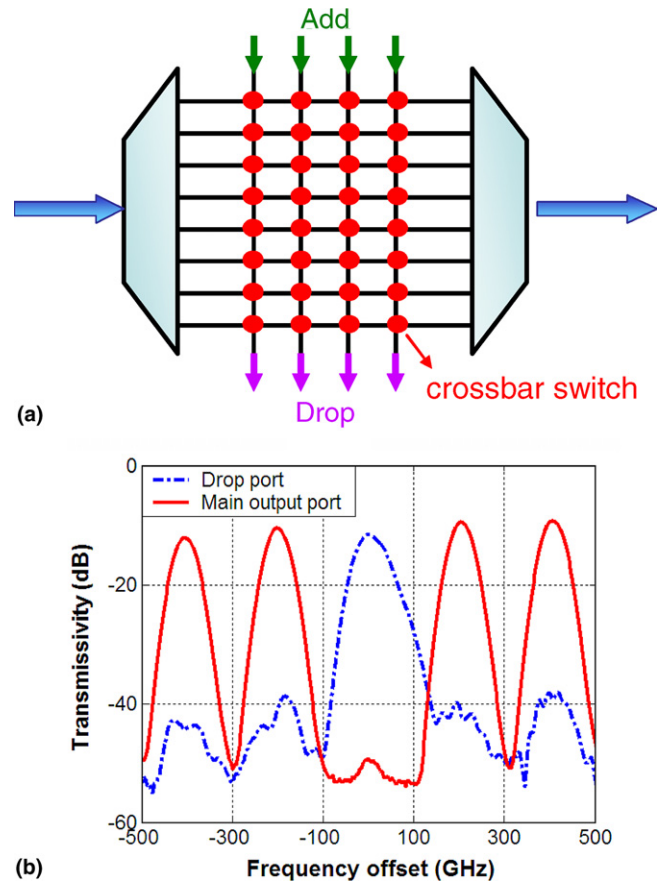 Add
crossbar switch
Drop
(a)
0
Drop port
Main output port
-20
-40
-60
Transmissivity (dB)
-500 -300 -100 100 300 500
Frequency offset (GHz)
(b)